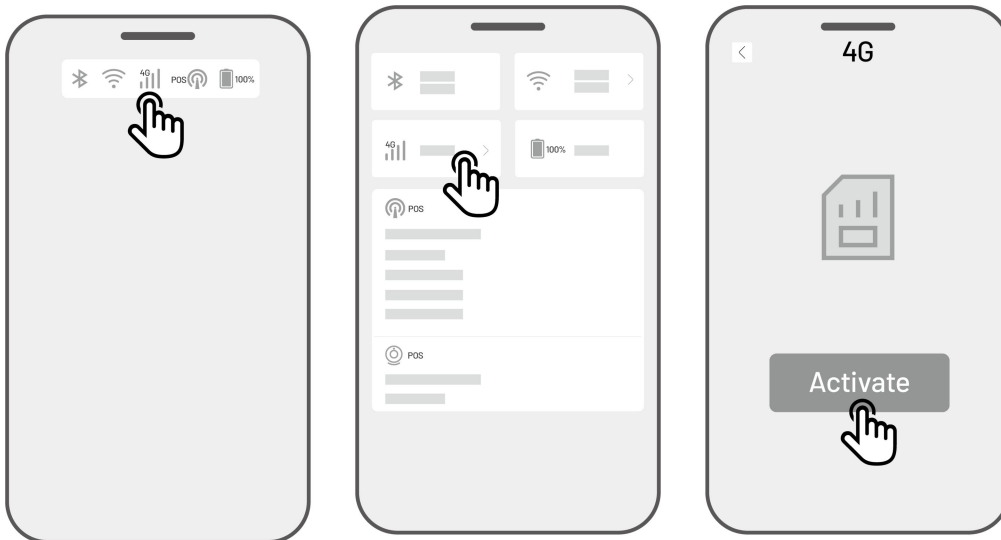 4G POS 100%
4G 100%
POS
POS
4G
Activate